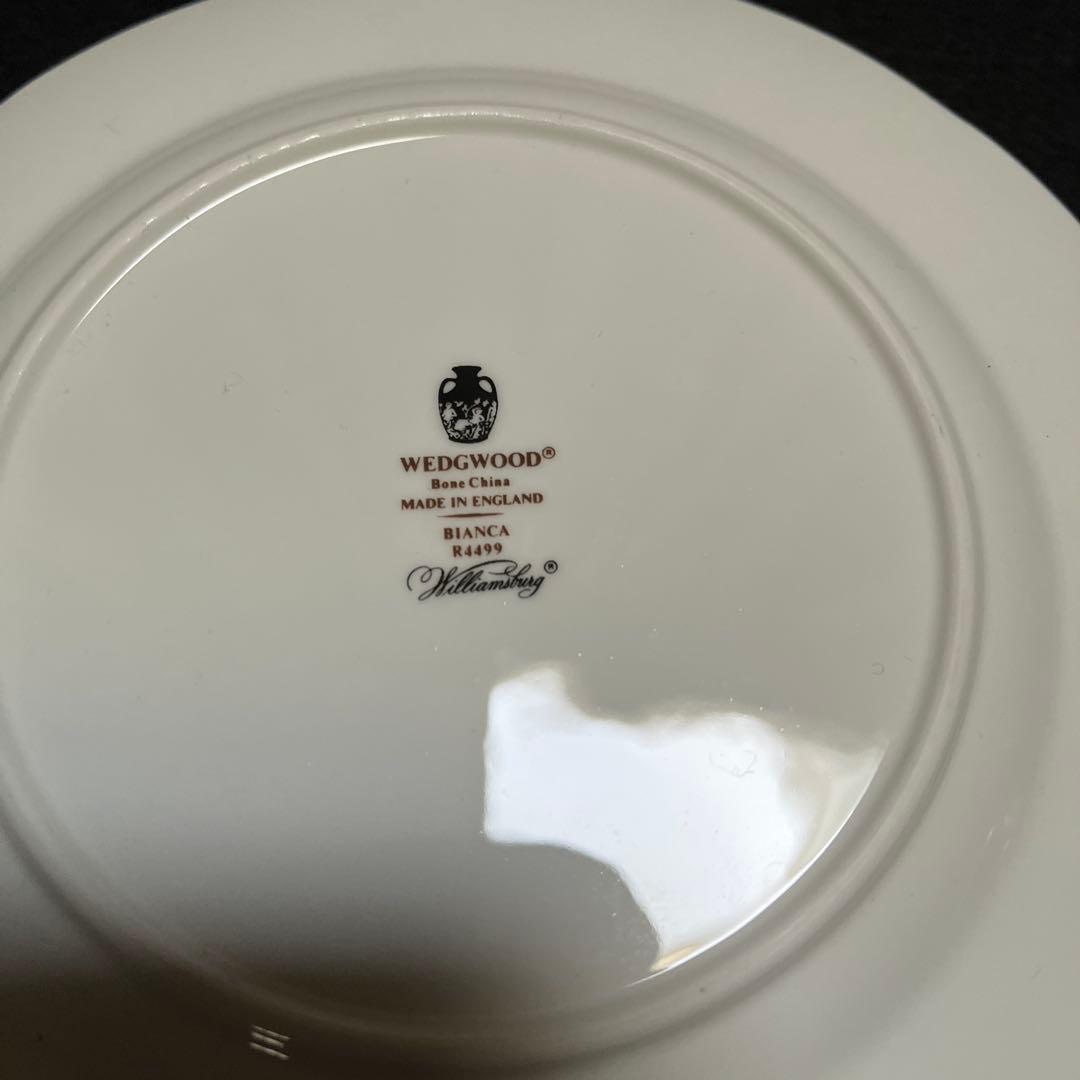 WEDGWOOD®
Bone China
MADE IN ENGLAND
BIANCA
R4499
Williamsburg®